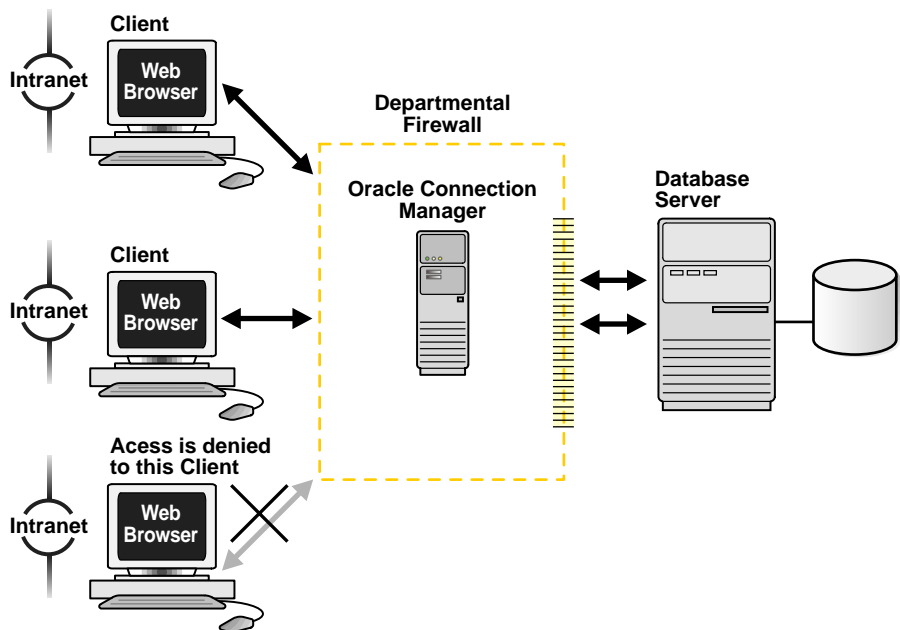 Client
Intranet
Web
Browser
Departmental
Firewall
Oracle Connection
Manager
Database
Server
Client
Intranet
Web
Browser
Acess is denied
to this Client
Intranet
Web
Browser